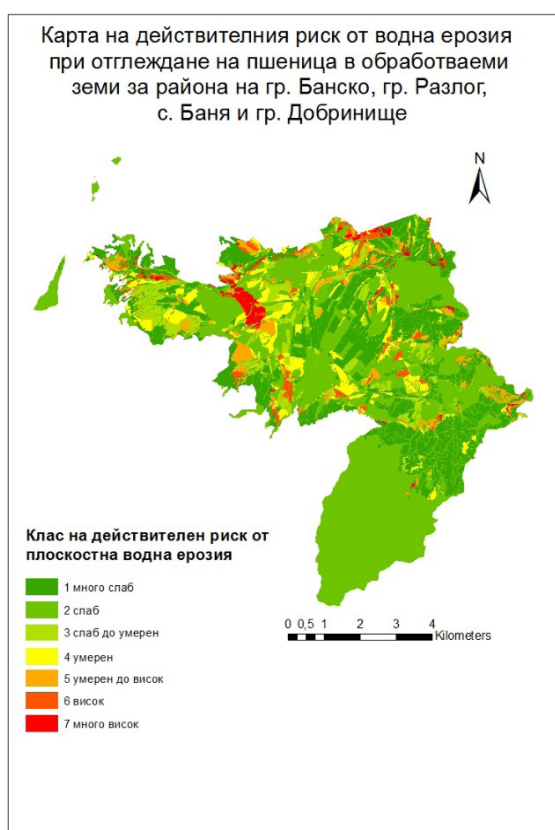 Карта на действителния риск от водна ерозия
при отглеждане на пшеница в обработваеми
земи за района на гр. Банско, гр. Разлог,
с. Баня и гр. Добринище
N
Клас на действителен риск от
плоскостна водна ерозия
1 много слаб
2 слаб
3 слаб до умерен
4 умерен
5 умерен до висок
6 висок
7 много висок
0 0,5 1 2 3 4
Kilometers